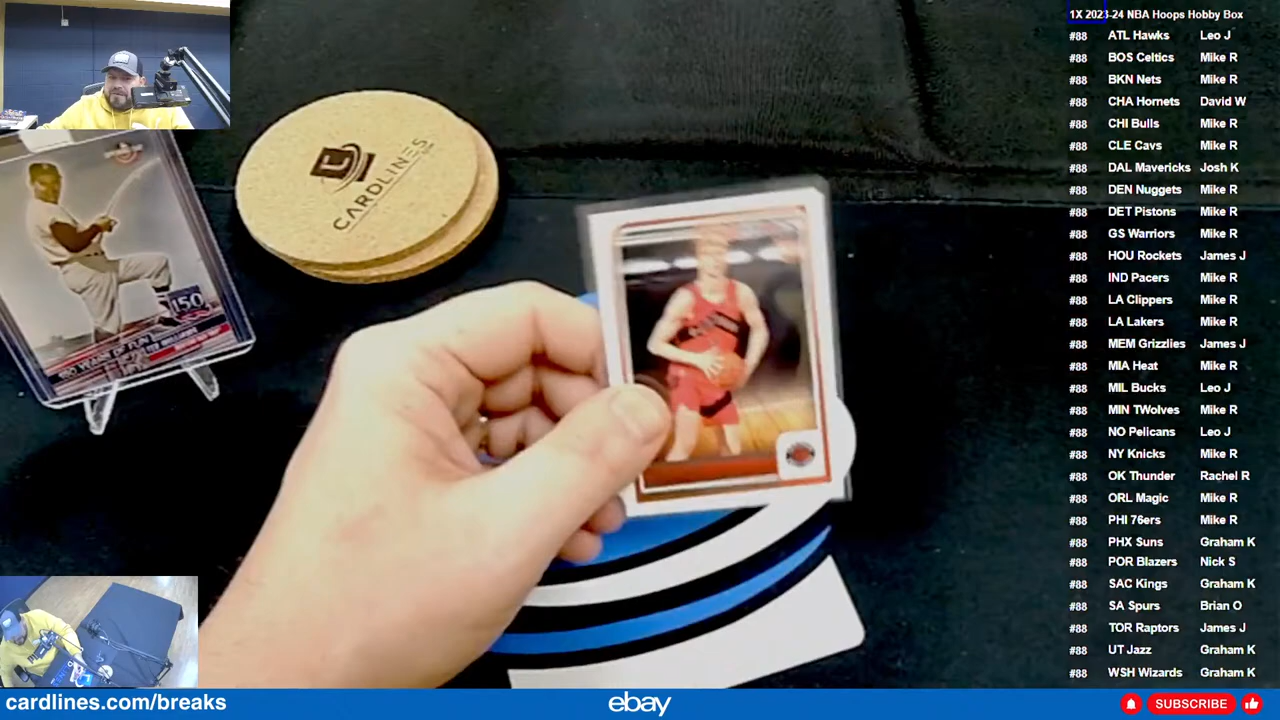 1X 2023-24 NBA Hoops Hobby Box
#88 ATL Hawks Leo J
#88 BOS Celtics Mike R
#88 BKN Nets Mike R
#88 CHA Hornets David W
#88 CHI Bulls Mike R
#88 CLE Cavs Mike R
#88 DAL Mavericks Josh K
#88 DEN Nuggets Mike R
#88 DET Pistons Mike R
#88 GS Warriors Mike R
#88 HOU Rockets James J
#88 IND Pacers Mike R
#88 LA Clippers Mike R
#88 LA Lakers Mike R
#88 MEM Grizzlies James J
#88 MIA Heat Mike R
#88 MIL Bucks Leo J
#88 MIN TWolves Mike R
#88 NO Pelicans Leo J
#88 NY Knicks Mike R
#88 OK Thunder Rachel R
#88 ORL Magic Mike R
#88 PHI 76ers Mike R
#88 PHX Suns Graham K
#88 POR Blazers Nick S
#88 SAC Kings Graham K
#88 SA Spurs Brian O
#88 TOR Raptors James J
#88 UT Jazz Graham K
#88 WSH Wizards Graham K
CARDLINES
150
150 YEARS OF FUN
cardlines.com/breaks
ebay
SUBSCRIBE